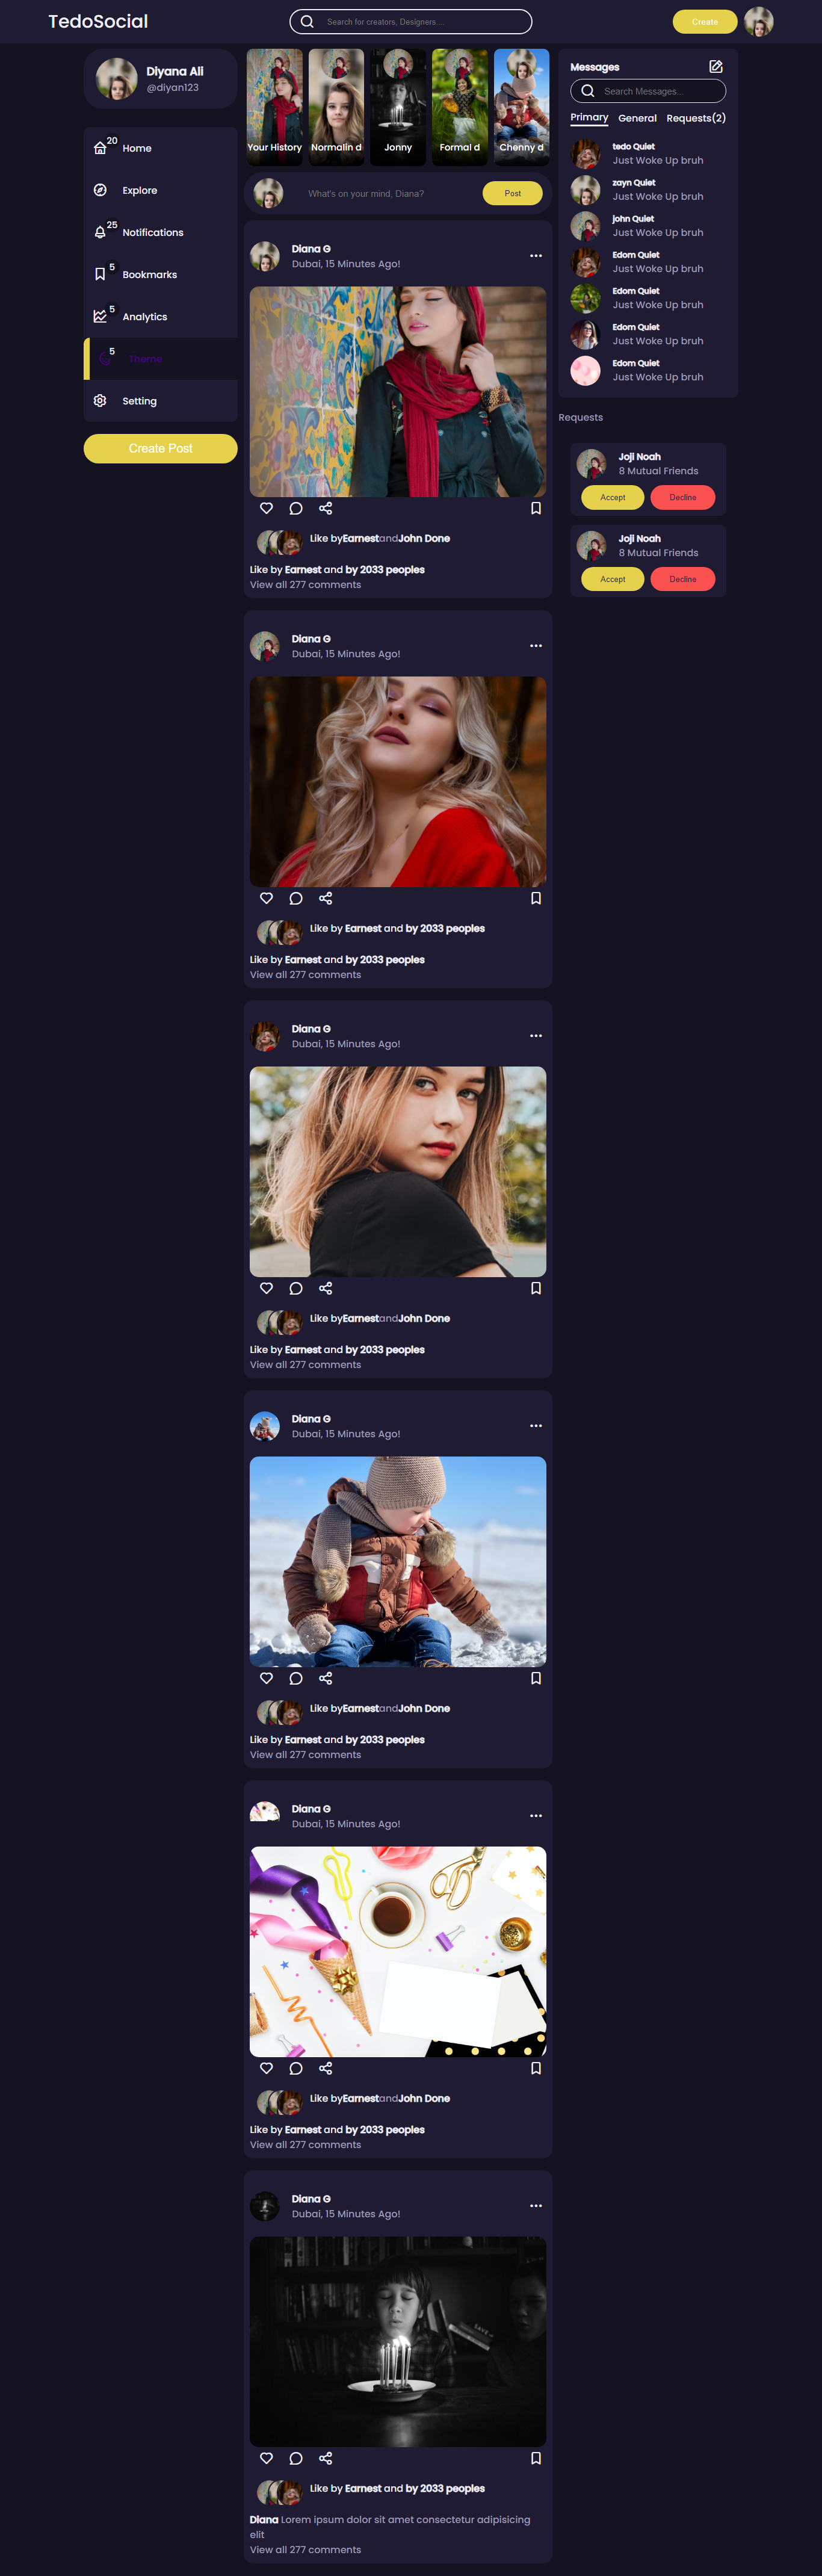 TedoSocial
Search for creators, Designers.....
Create
Diyana Ali
@diyan123
20
Home
Explore
25
Notifications
5
Bookmarks
5
Analytics
5
Theme
Setting
Create Post
Your History
Normalin d
Jonny
Formal d
Chenny d
What's on your mind, Diana?
Post
Diana G
Dubai, 15 Minutes Ago!
Like byEarnestandJohn Done
Like by Earnest and by 2033 peoples
View all 277 comments
Diana G
Dubai, 15 Minutes Ago!
Like by Earnest and by 2033 peoples
Like by Earnest and by 2033 peoples
View all 277 comments
Diana G
Dubai, 15 Minutes Ago!
Like byEarnestandJohn Done
Like by Earnest and by 2033 peoples
View all 277 comments
Diana G
Dubai, 15 Minutes Ago!
Like byEarnestandJohn Done
Like by Earnest and by 2033 peoples
View all 277 comments
Diana G
Dubai, 15 Minutes Ago!
Like byEarnestandJohn Done
Like by Earnest and by 2033 peoples
View all 277 comments
Diana G
Dubai, 15 Minutes Ago!
Like by Earnest and by 2033 peoples
Diana Lorem ipsum dolor sit amet consectetur adipisicing
elit
View all 277 comments
Messages
Search Messages...
Primary General Requests(2)
tedo Quiet
Just Woke Up bruh
zayn Quiet
Just Woke Up bruh
john Quiet
Just Woke Up bruh
Edom Quiet
Just Woke Up bruh
Edom Quiet
Just Woke Up bruh
Edom Quiet
Just Woke Up bruh
Edom Quiet
Just Woke Up bruh
Requests
Joji Noah
8 Mutual Friends
Accept Decline
Joji Noah
8 Mutual Friends
Accept Decline